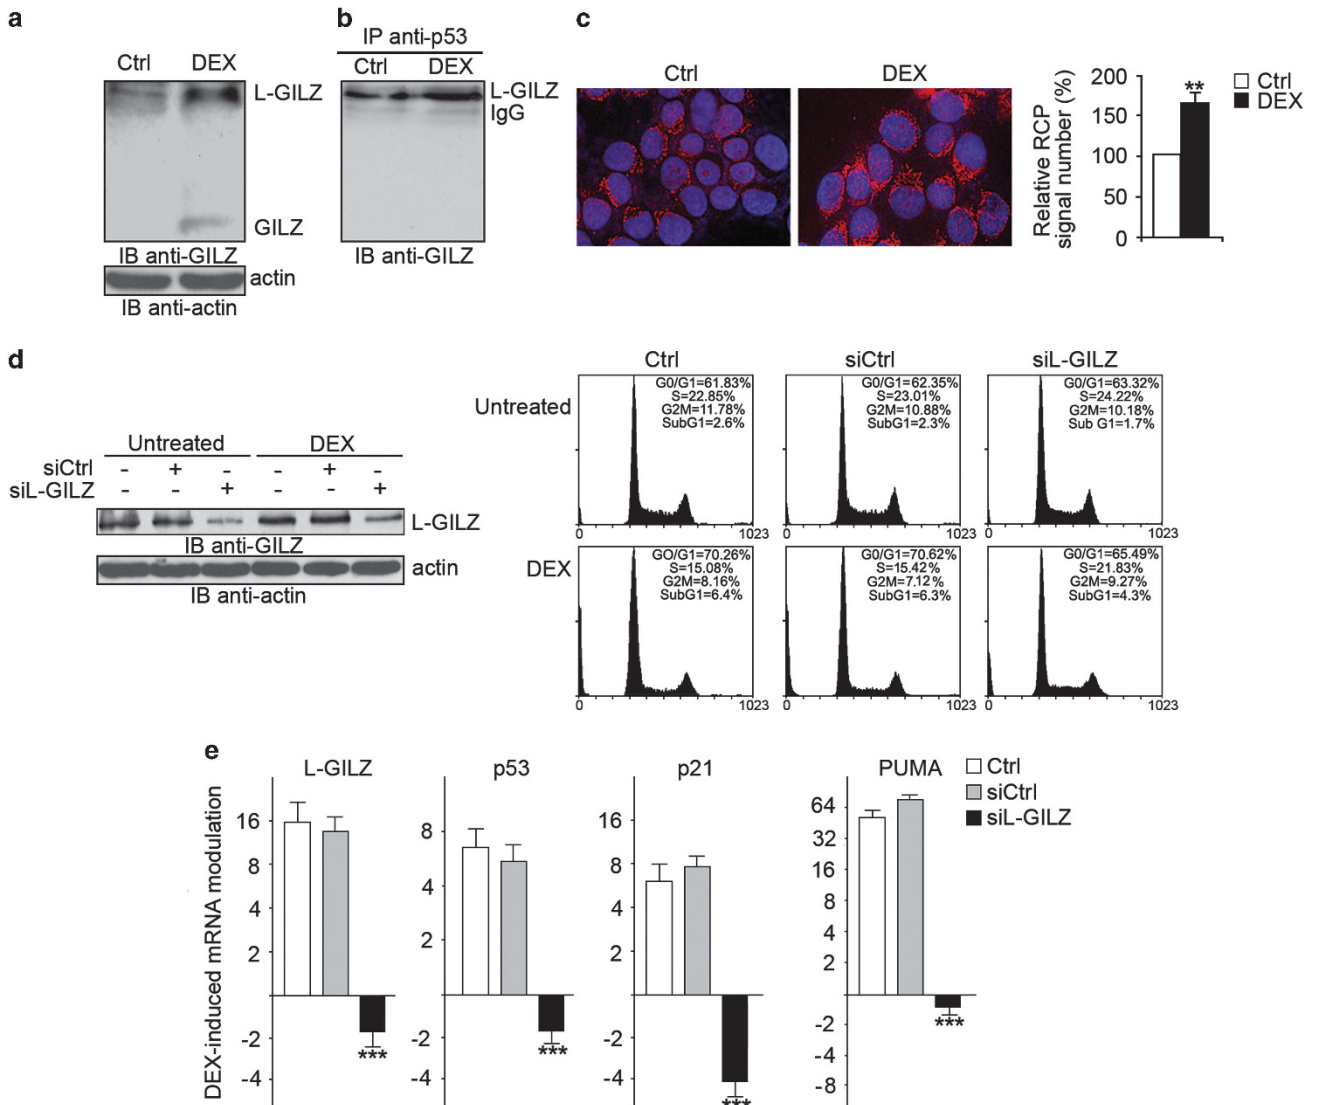 a
Ctrl DEX
L-GILZ
GILZ
IB anti-GILZ
actin
IB anti-actin
b
IP anti-p53
Ctrl DEX
L-GILZ
IgG
IB anti-GILZ
c
Ctrl DEX
Relative RCP
signal number (%)
200
150
100
50
0
**
Ctrl
DEX
d
Untreated DEX
siCtrl - + - - + -
siL-GILZ - - + - - +
L-GILZ
IB anti-GILZ
actin
IB anti-actin
Ctrl siCtrl siL-GILZ
Untreated
G0/G1=61.83%
S=22.85%
G2M=11.78%
SubG1=2.6%
0 1023
G0/G1=62.35%
S=23.01%
G2M=10.88%
SubG1=2.3%
0 1023
G0/G1=63.32%
S=24.22%
G2M=10.18%
Sub G1=1.7%
0 1023
DEX
GO/G1=70.26%
S=15.08%
G2M=8.16%
SubG1=6.4%
0 1023
G0/G1=70.62%
S=15.42%
G2M=7.12%
SubG1=6.3%
0 1023
G0/G1=65.49%
S=21.83%
G2M=9.27%
SubG1=4.3%
0 1023
e
DEX-induced mRNA modulation
L-GILZ
16
8
4
2
-2
-4
***
p53
8
4
2
-2
-4
***
p21
16
8
4
2
-2
-4
***
PUMA
64
32
16
8
4
2
-2
-4
-8
***
Ctrl
siCtrl
siL-GILZ